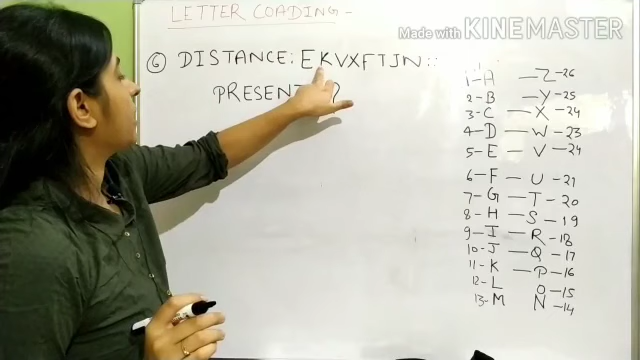 LETTER COADING -
Made with KINEMASTER
6 DISTANCE: EKVXFTJN ::
PRESENT: ?
1-A — Z-26
2-B — Y-25
3-C — X-24
4-D — W-23
5-E — V-24
6-F — U-21
7-G — T-20
8-H — S-19
9-I — R-18
10-J — Q-17
11-K — P-16
12-L O-15
13-M N-14